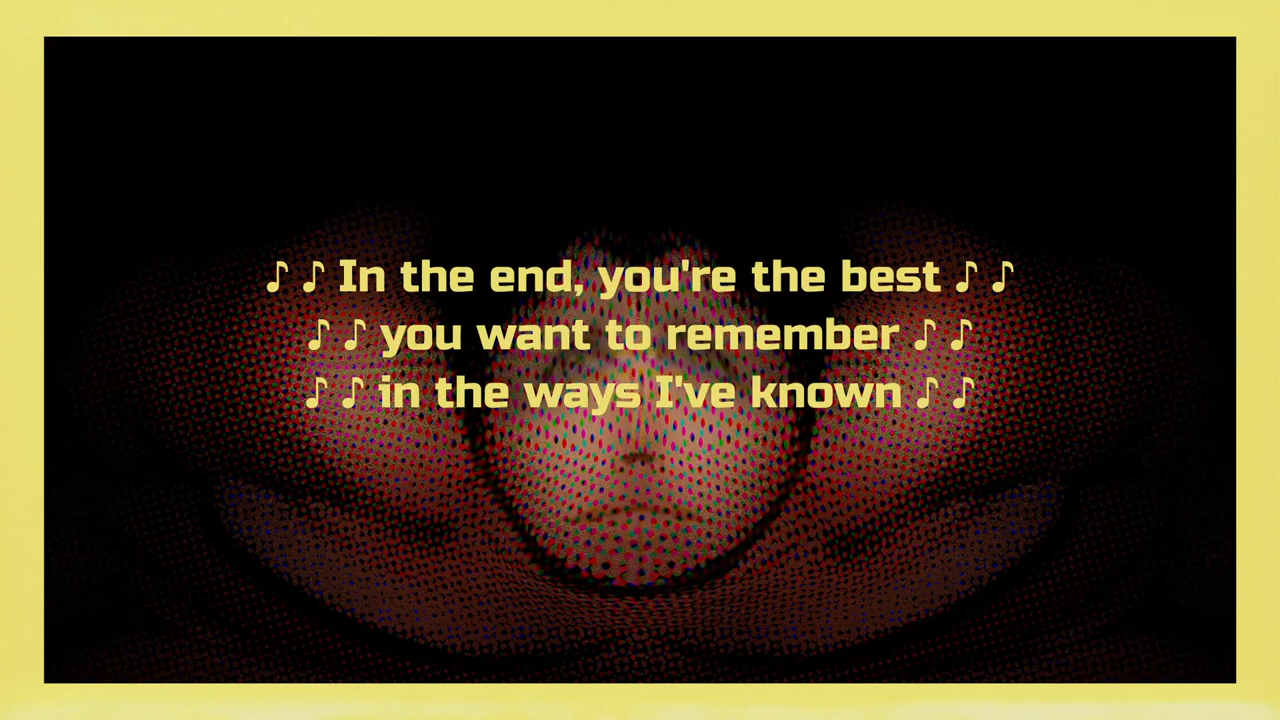 ♪ ♪ In the end, you're the best ♪ ♪
♪ ♪ you want to remember ♪ ♪
♪ ♪ in the ways I've known ♪ ♪